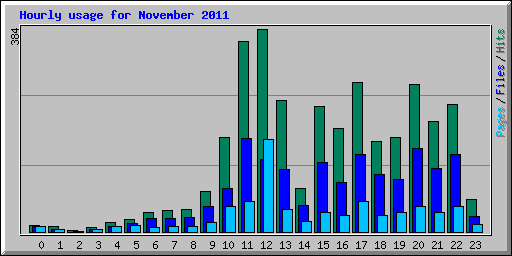 Hourly usage for November 2011
384
Pages / Files / Hits
0 1 2 3 4 5 6 7 8 9 10 11 12 13 14 15 16 17 18 19 20 21 22 23